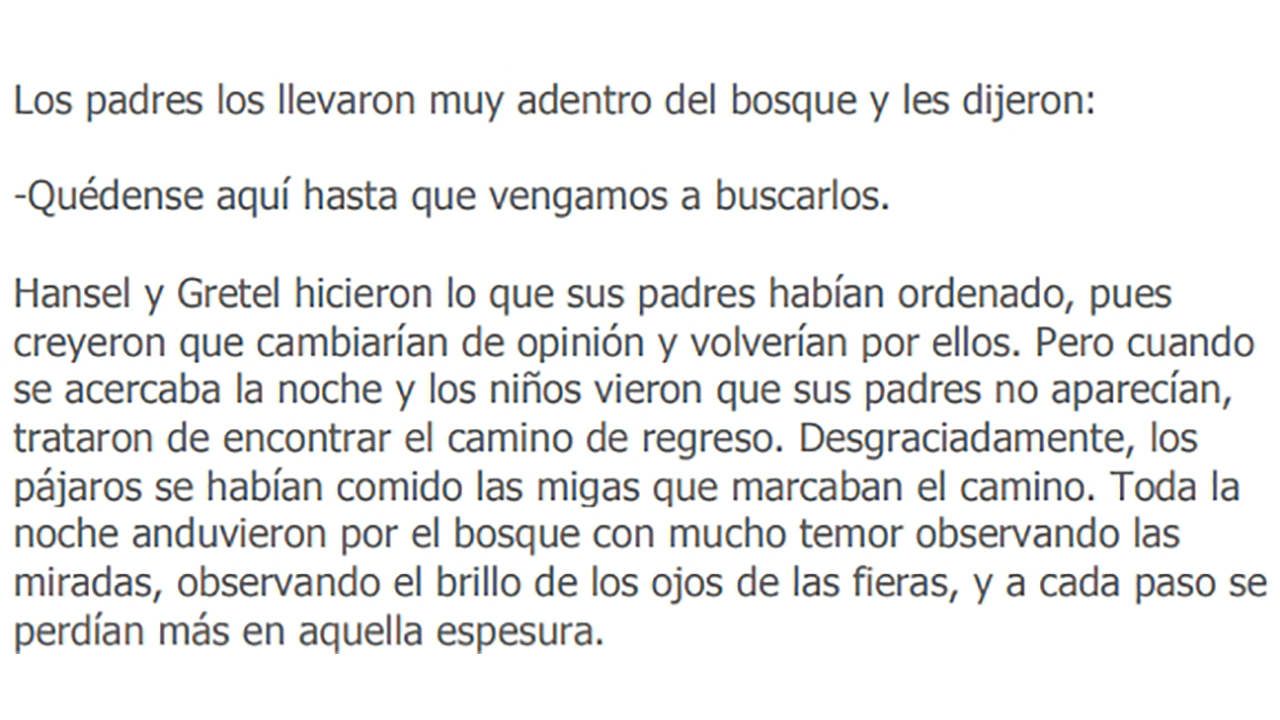 Los padres los llevaron muy adentro del bosque y les dijeron:
-Quédense aquí hasta que vengamos a buscarlos.
Hansel y Gretel hicieron lo que sus padres habían ordenado, pues
creyeron que cambiarían de opinión y volverían por ellos. Pero cuando
se acercaba la noche y los niños vieron que sus padres no aparecían,
trataron de encontrar el camino de regreso. Desgraciadamente, los
pájaros se habían comido las migas que marcaban el camino. Toda la
noche anduvieron por el bosque con mucho temor observando las
miradas, observando el brillo de los ojos de las fieras, y a cada paso se
perdían más en aquella espesura.